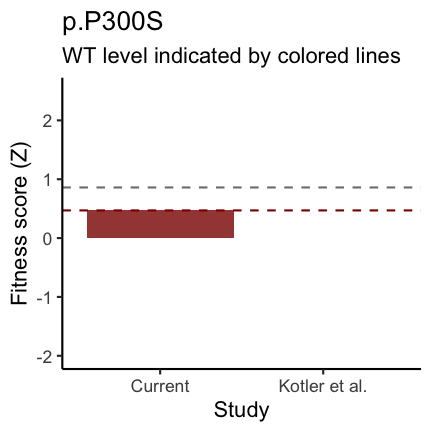 p.P300S
WT level indicated by colored lines
Fitness score (Z)
2
1
0
-1
-2
Current
Kotler et al.
Study